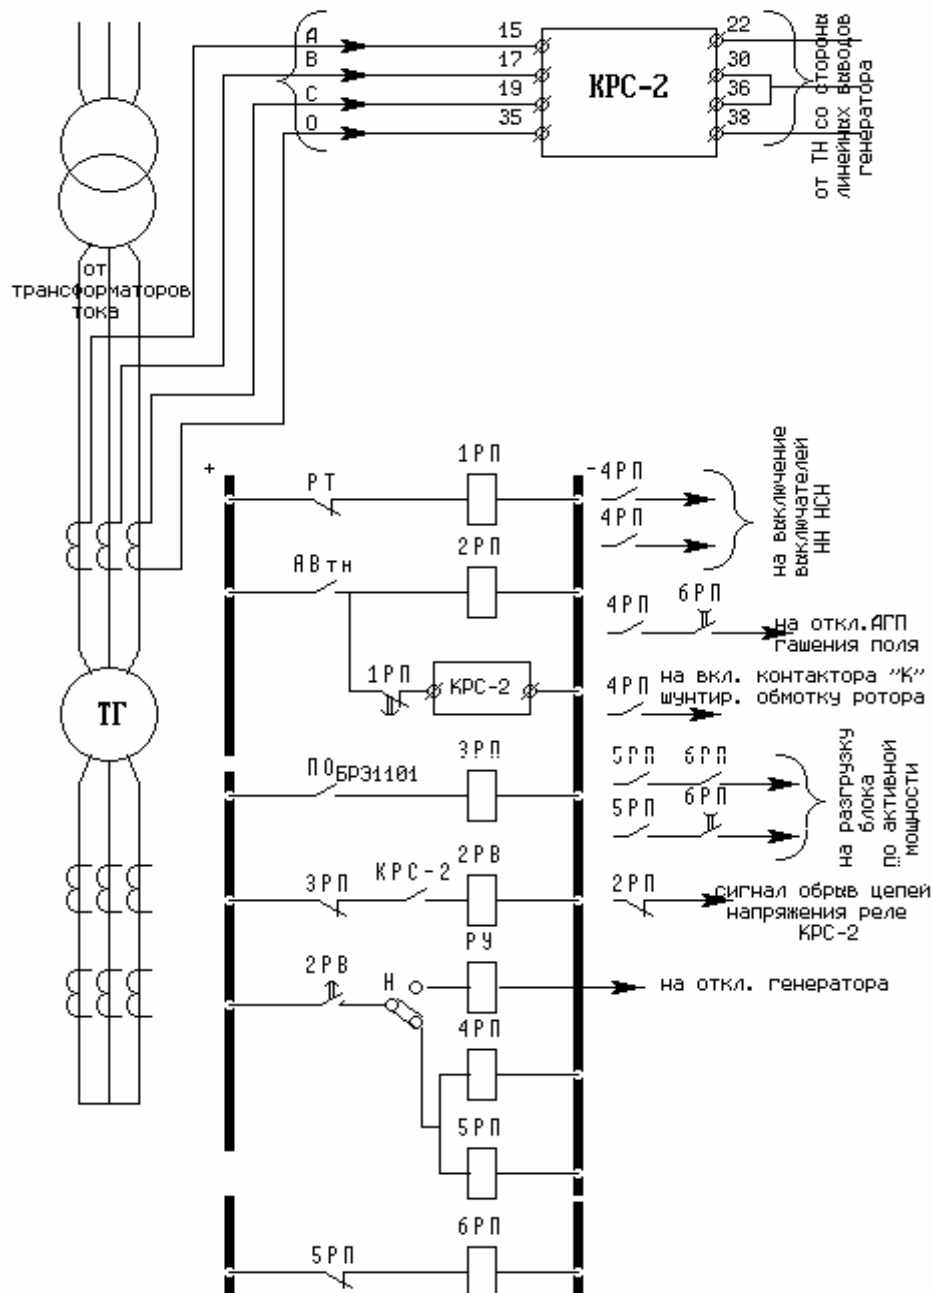 А
В
С
О
15
17
19
35
КРС-2
22
30
36
38
от ТН со стороны
линейных выводов
генератора
от
трансформаторов
тока
+
-
РТ
1РП
4РП
4РП
на выключение
выключателей
НН НСН
АВтн
2РП
4РП
6РП
на откл.АГП
гашения поля
1РП
КРС-2
4РП
на вкл. контактора "К"
шунтир. обмотку ротора
ТГ
ПО БРЭ1101
3РП
5РП
6РП
5РП
6РП
на разгрузку
блока
по активной
мощности
3РП
КРС-2
2РВ
2РП
сигнал обрыв цепей
напряжения реле
КРС-2
2РВ
Н
РУ
на откл. генератора
4РП
5РП
5РП
6РП